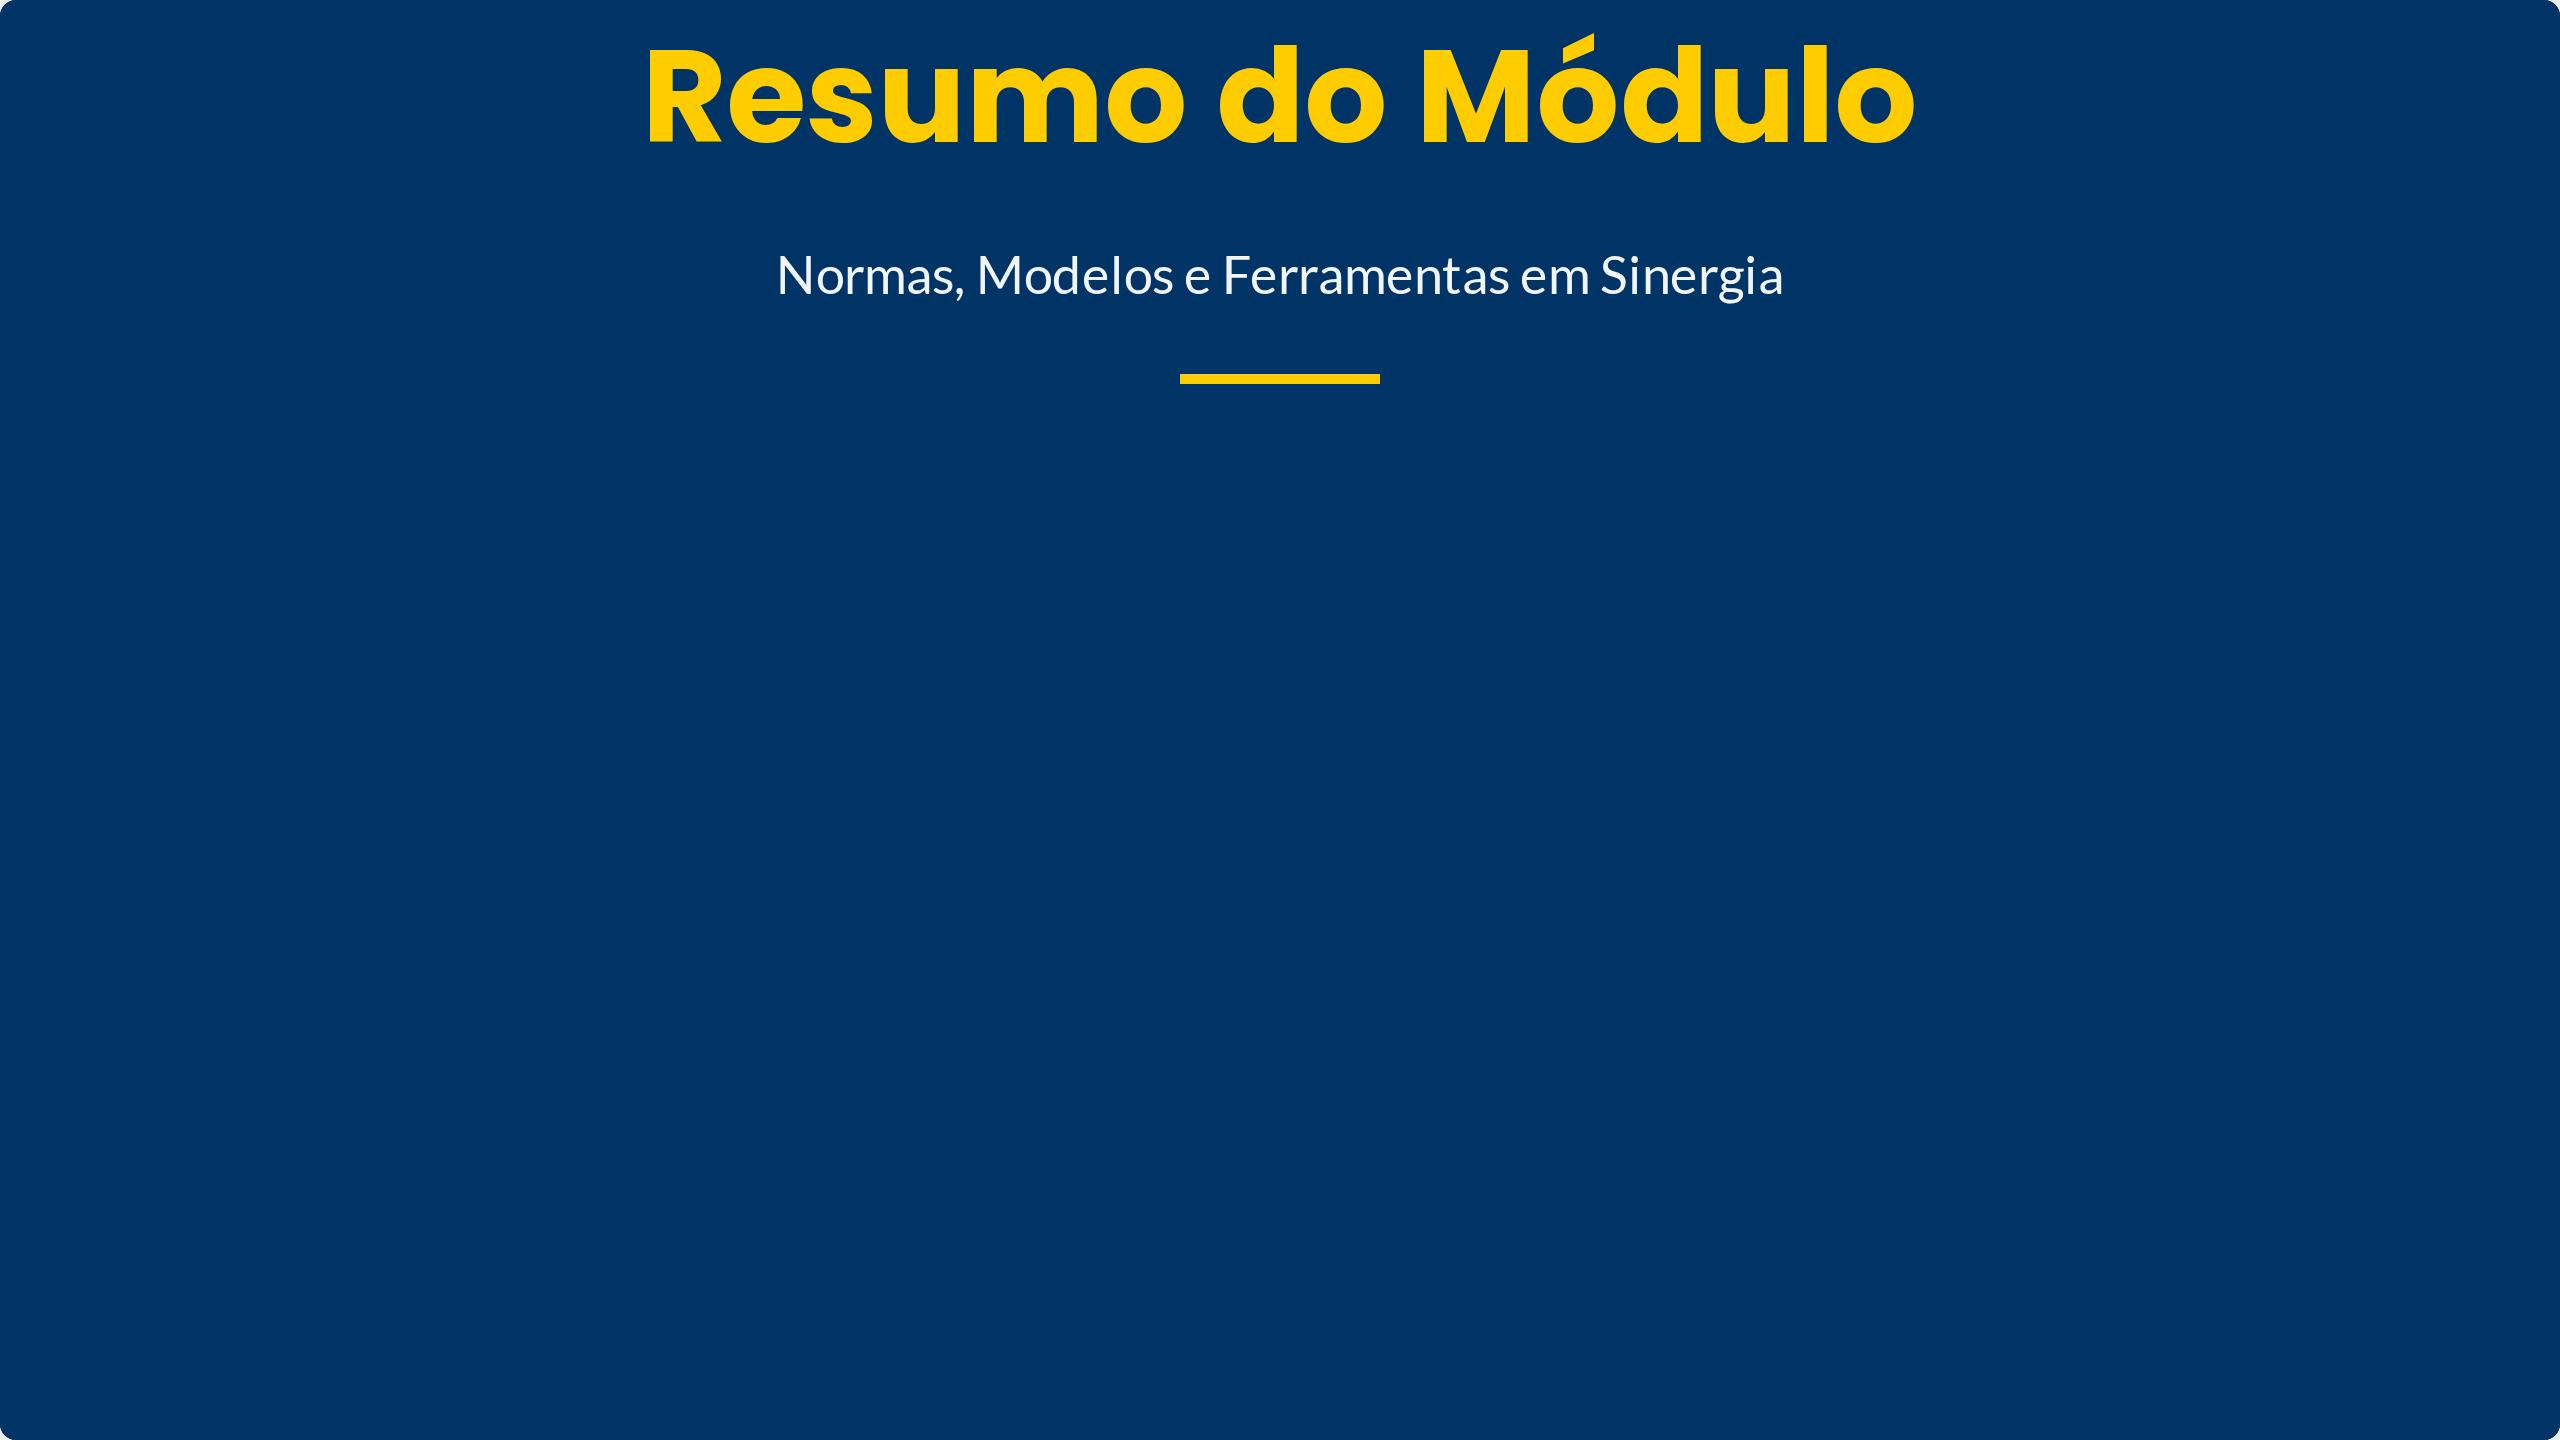 Resumo do Módulo
Normas, Modelos e Ferramentas em Sinergia